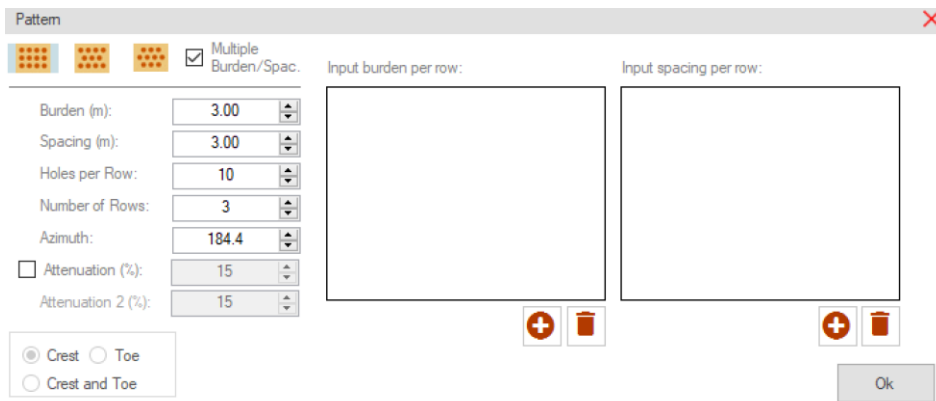 Pattern
Multiple
Burden/Spac.
Input burden per row:
Input spacing per row:
Burden (m):
3.00
Spacing (m):
3.00
Holes per Row:
10
Number of Rows:
3
Azimuth:
184.4
Attenuation (%):
15
Attenuation 2 (%):
15
Crest
Toe
Crest and Toe
Ok